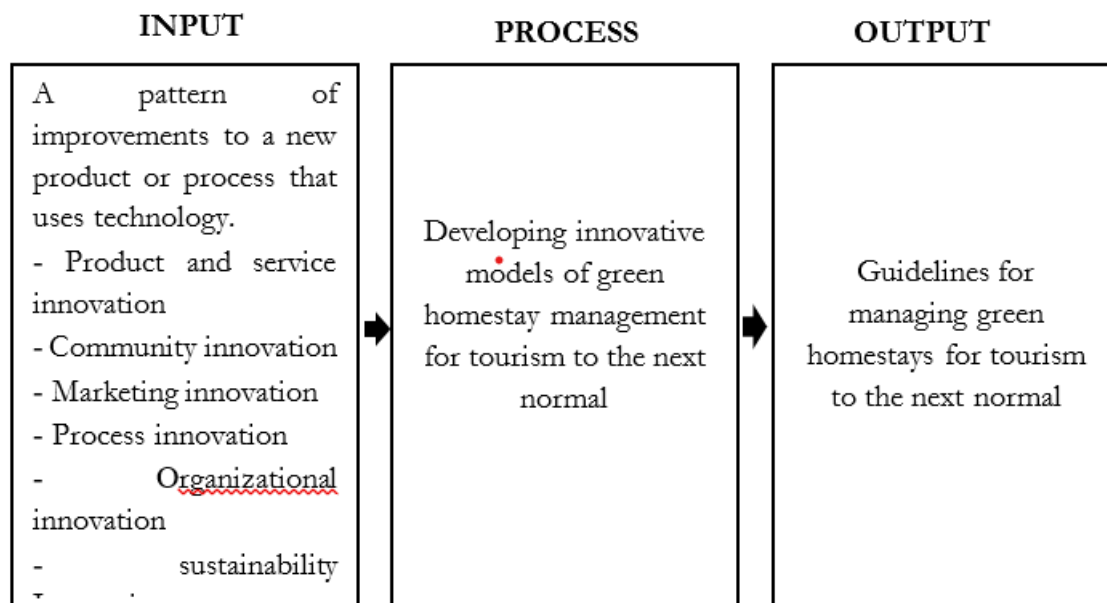 INPUT
A pattern of
improvements to a new
product or process that
uses technology.
- Product and service
innovation
- Community innovation
- Marketing innovation
- Process innovation
- Organizational
innovation
- sustainability
PROCESS
Developing innovative
models of green
homestay management
for tourism to the next
normal
OUTPUT
Guidelines for
managing green
homestays for tourism
to the next normal